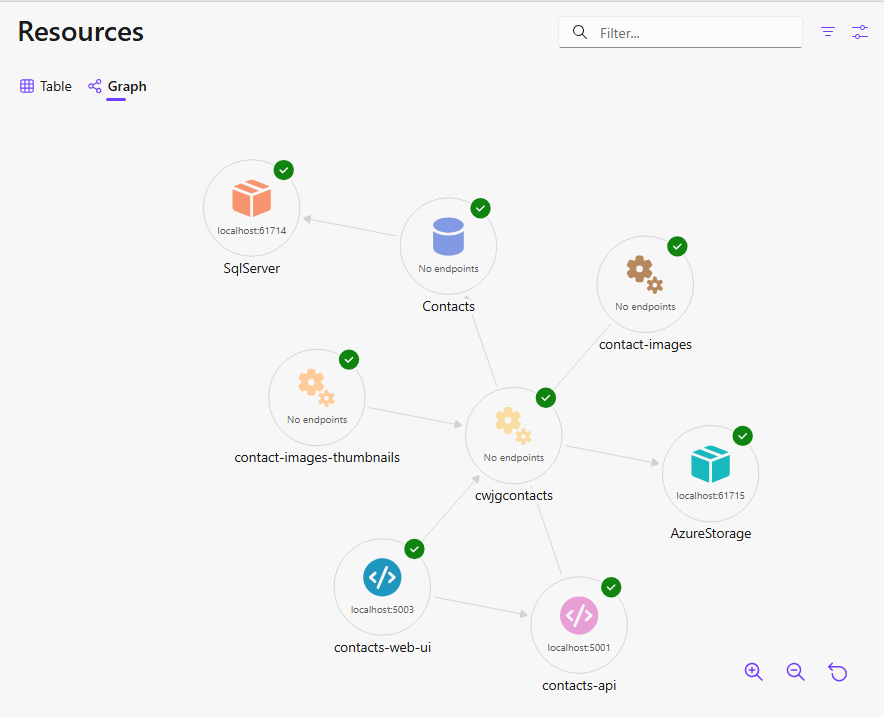 Resources
Filter...
Table
Graph
localhost:61714
SqlServer
No endpoints
Contacts
No endpoints
contact-images
No endpoints
contact-images-thumbnails
No endpoints
cwjgcontacts
localhost:61715
AzureStorage
localhost:5003
contacts-web-ui
localhost:5001
contacts-api